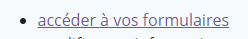 accéder à vos formulaires